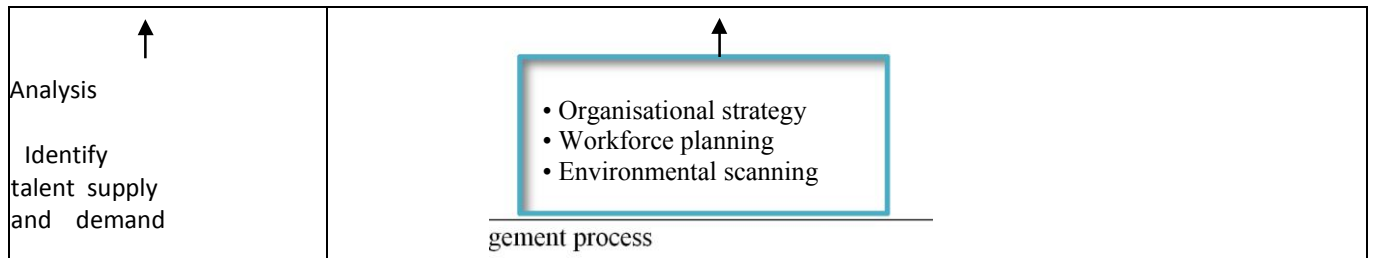 Analysis
Identify
talent supply
and demand
• Organisational strategy
• Workforce planning
• Environmental scanning
gement process